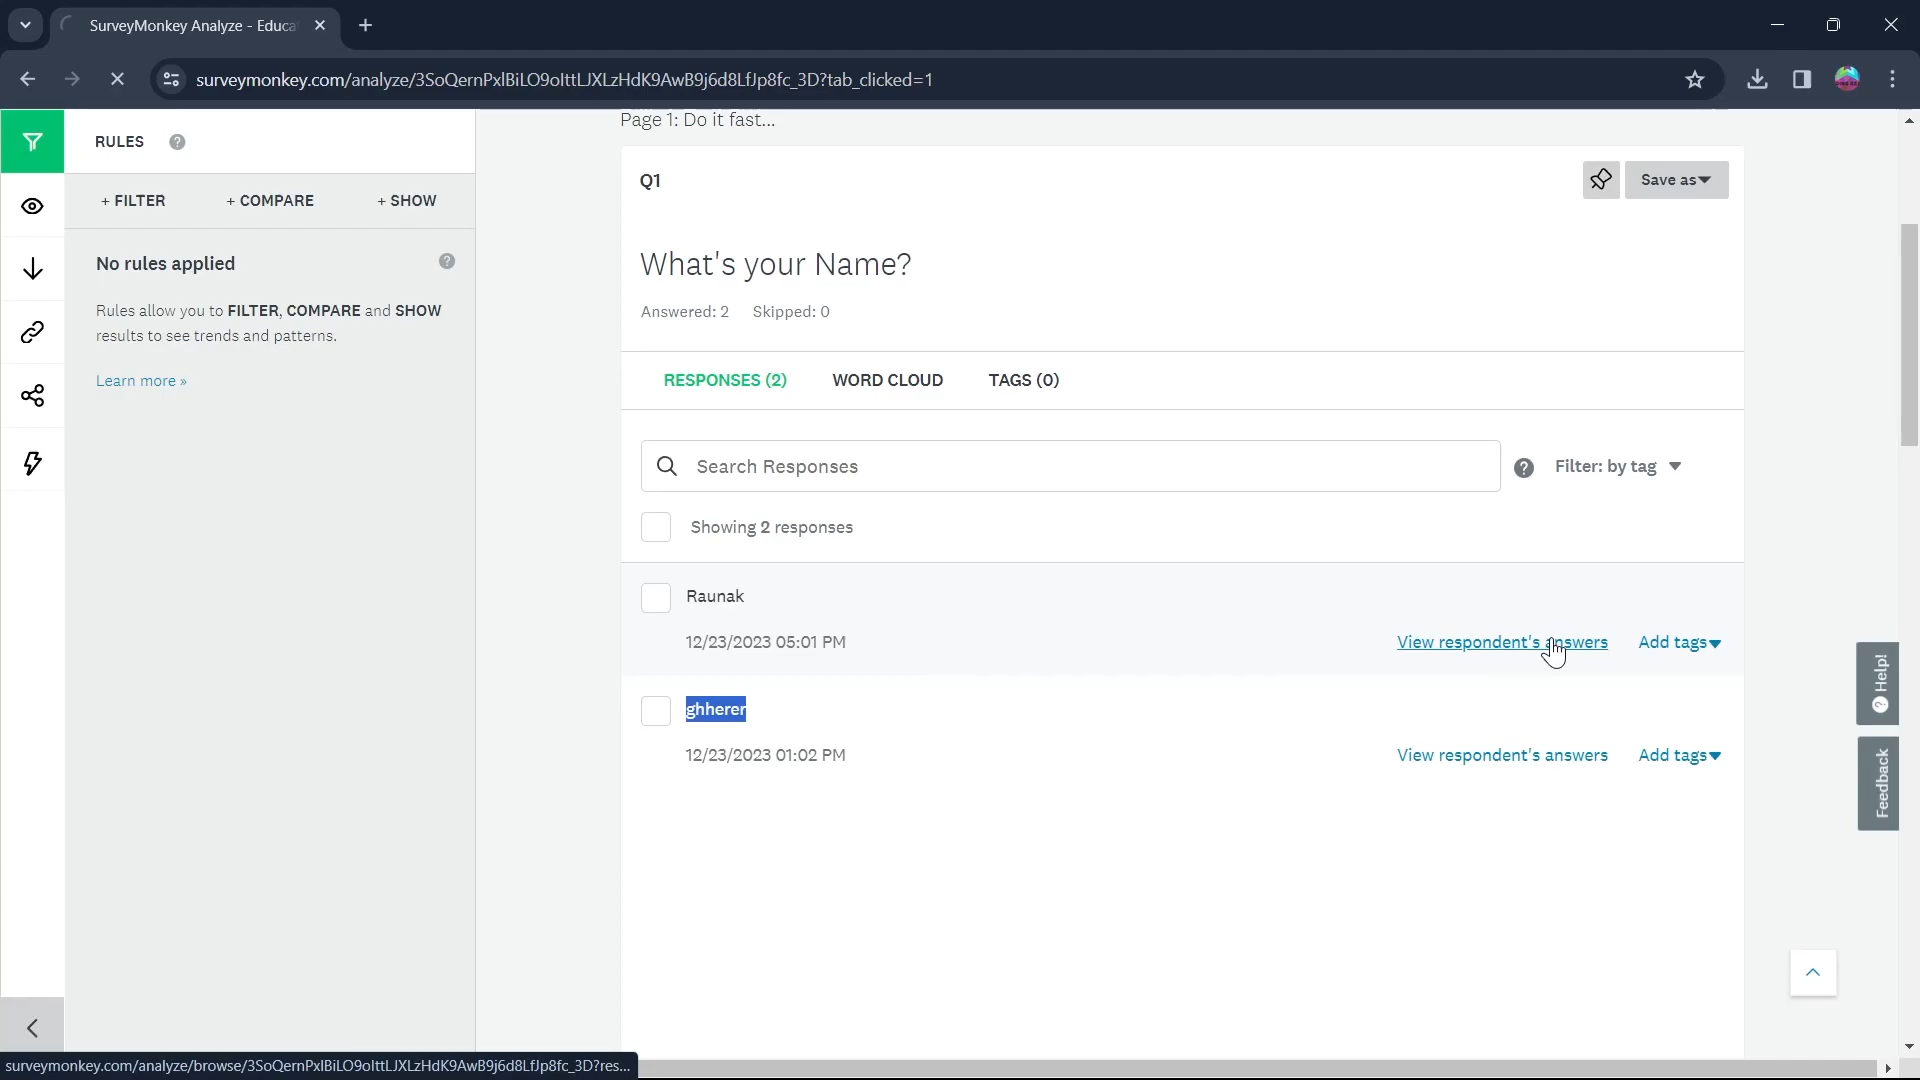 SurveyMonkey Analyze - Educa
surveymonkey.com/analyze/3SoQernPxlBiLO9olttLJXLzHdK9AwB9j6d8LfJp8fc_3D?tab_clicked=1
RULES ?
+ FILTER + COMPARE + SHOW
No rules applied ?
Rules allow you to FILTER, COMPARE and SHOW
results to see trends and patterns.
Learn more »
Page 1: Do it fast...
Q1
Save as
What's your Name?
Answered: 2 Skipped: 0
RESPONSES (2) WORD CLOUD TAGS (0)
Search Responses ? Filter: by tag
Showing 2 responses
Raunak
12/23/2023 05:01 PM View respondent's answers Add tags
ghherer
12/23/2023 01:02 PM View respondent's answers Add tags
? Help!
Feedback
surveymonkey.com/analyze/browse/3SoQernPxlBiLO9olttLJXLzHdK9AwB9j6d8LfJp8fc_3D?res...